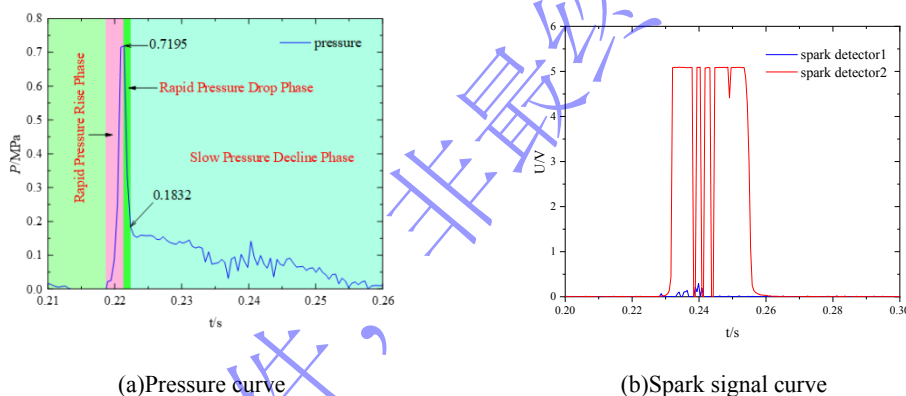 0.8
0.7
0.6
0.5
0.4
0.3
0.2
0.1
0.0
P/MPa
0.21
0.22
0.23
0.24
0.25
0.26
t/s
Rapid Pressure Rise Phase
0.7195
pressure
Rapid Pressure Drop Phase
Slow Pressure Decline Phase
0.1832
(a)Pressure curve
6
5
4
3
2
1
0
U/V
0.20
0.22
0.24
0.26
0.28
0.30
t/s
spark detector1
spark detector2
(b)Spark signal curve
件，非最终